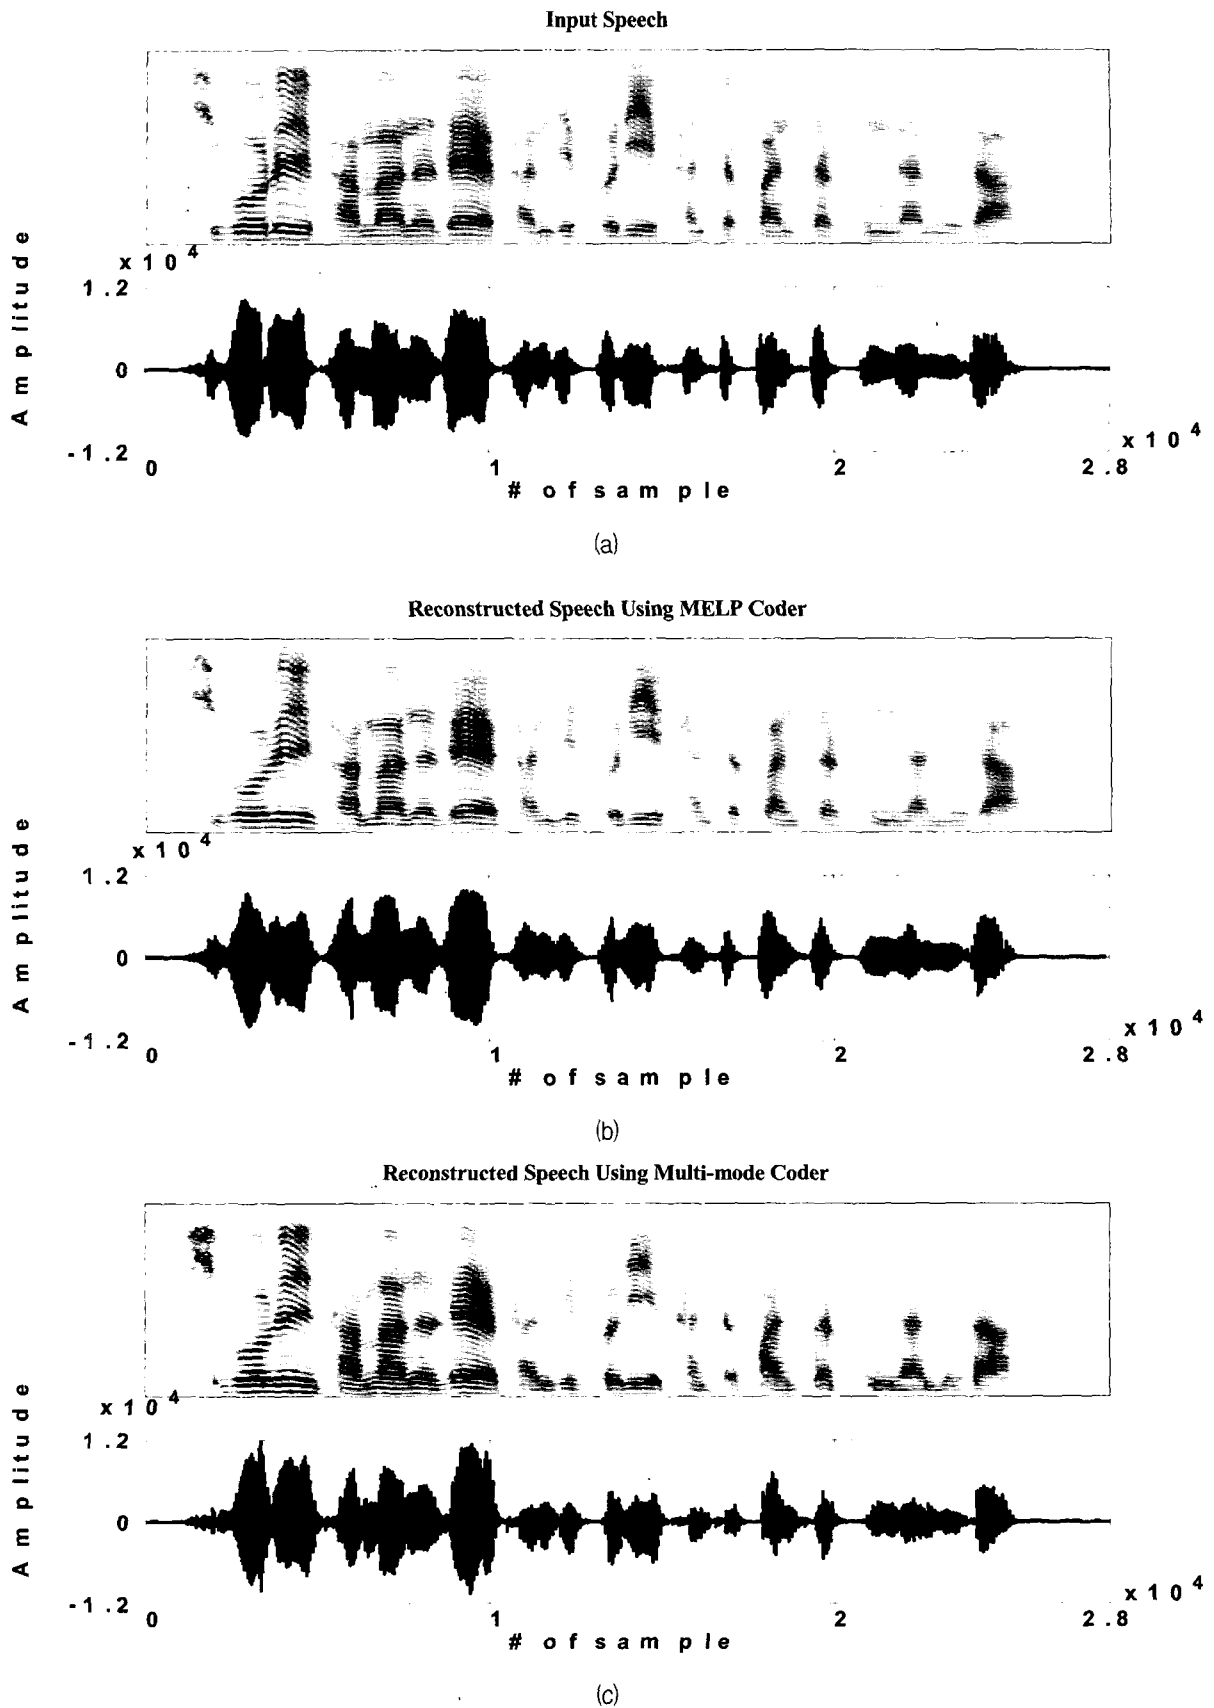 Input Speech
Amplitude
x 10 4
1.2
0
-1.2
0 1 2 2.8
x 10 4
# of sample
(a)
Reconstructed Speech Using MELP Coder
Amplitude
x 10 4
1.2
0
-1.2
0 1 2 2.8
x 10 4
# of sample
(b)
Reconstructed Speech Using Multi-mode Coder
Amplitude
x 10 4
1.2
0
-1.2
0 1 2 2.8
x 10 4
# of sample
(c)